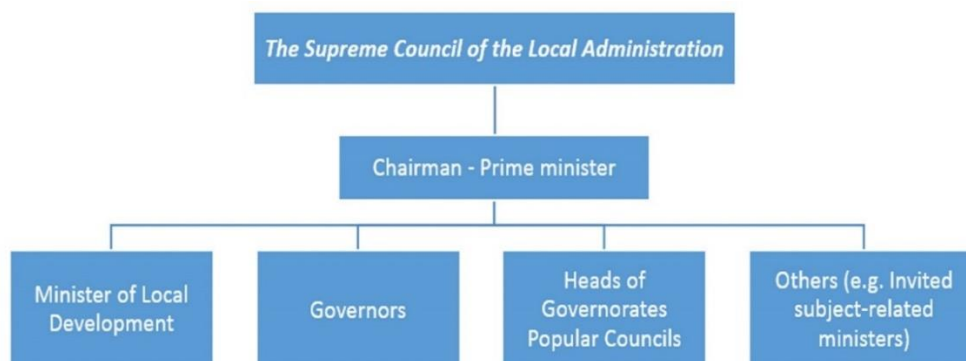 The Supreme Council of the Local Administration
Chairman - Prime minister
Minister of Local
Development
Governors
Heads of
Governorates
Popular Councils
Others (e.g. Invited
subject-related
ministers)